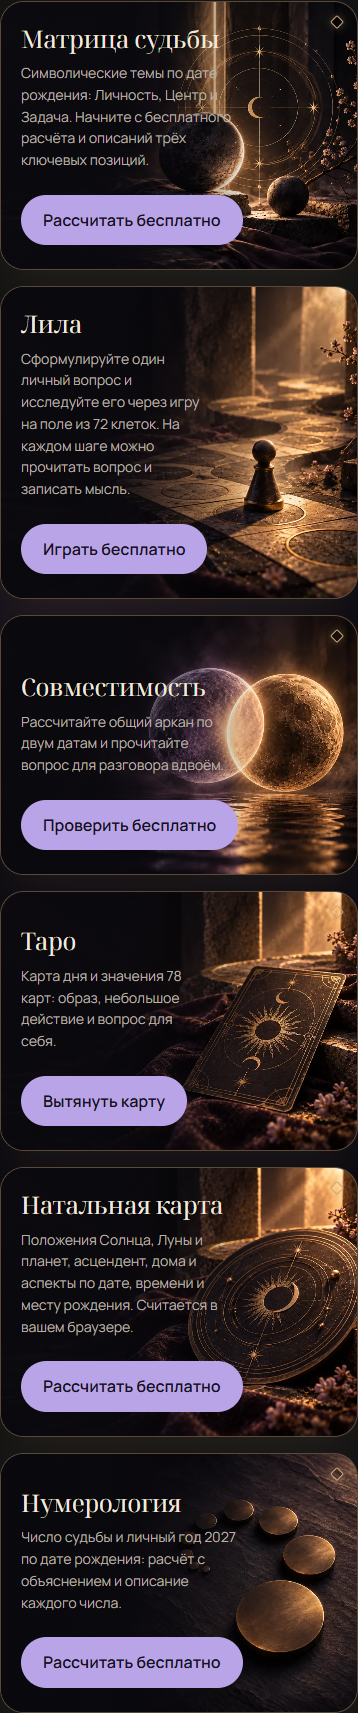 Матрица судьбы
Символические темы по дате
рождения: Личность, Центр и
Задача. Начните с бесплатного
расчёта и описаний трёх
ключевых позиций.
Рассчитать бесплатно
Лила
Сформулируйте один
личный вопрос и
исследуйте его через игру
на поле из 72 клеток. На
каждом шаге можно
прочитать вопрос и
записать мысль.
Играть бесплатно
Совместимость
Рассчитайте общий аркан по
двум датам и прочитайте
вопрос для разговора вдвоём.
Проверить бесплатно
Таро
Карта дня и значения 78
карт: образ, небольшое
действие и вопрос для
себя.
Вытянуть карту
Натальная карта
Положения Солнца, Луны и
планет, асцендент, дома и
аспекты по дате, времени и
месту рождения. Считается в
вашем браузере.
Рассчитать бесплатно
Нумерология
Число судьбы и личный год 2027
по дате рождения: расчёт с
объяснением и описание
каждого числа.
Рассчитать бесплатно